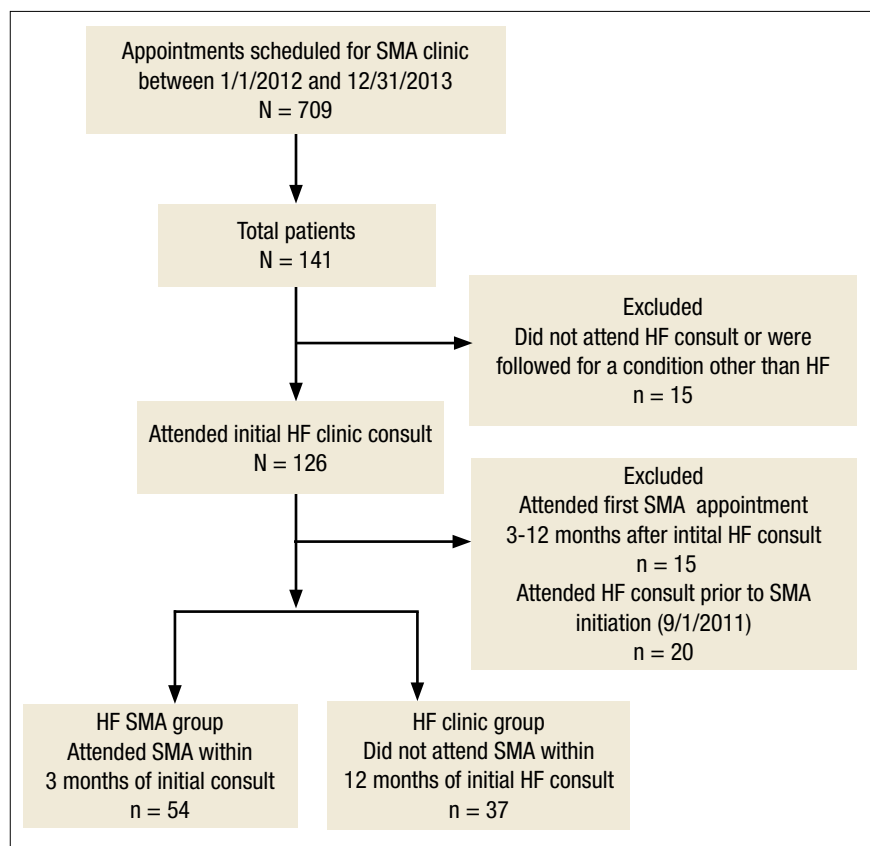 Appointments scheduled for SMA clinic
between 1/1/2012 and 12/31/2013
N = 709
Total patients
N = 141
Excluded
Did not attend HF consult or were
followed for a condition other than HF
n = 15
Attended initial HF clinic consult
N = 126
Excluded
Attended first SMA appointment
3-12 months after intital HF consult
n = 15
Attended HF consult prior to SMA
initiation (9/1/2011)
n = 20
HF SMA group
Attended SMA within
3 months of initial consult
n = 54
HF clinic group
Did not attend SMA within
12 months of initial HF consult
n = 37